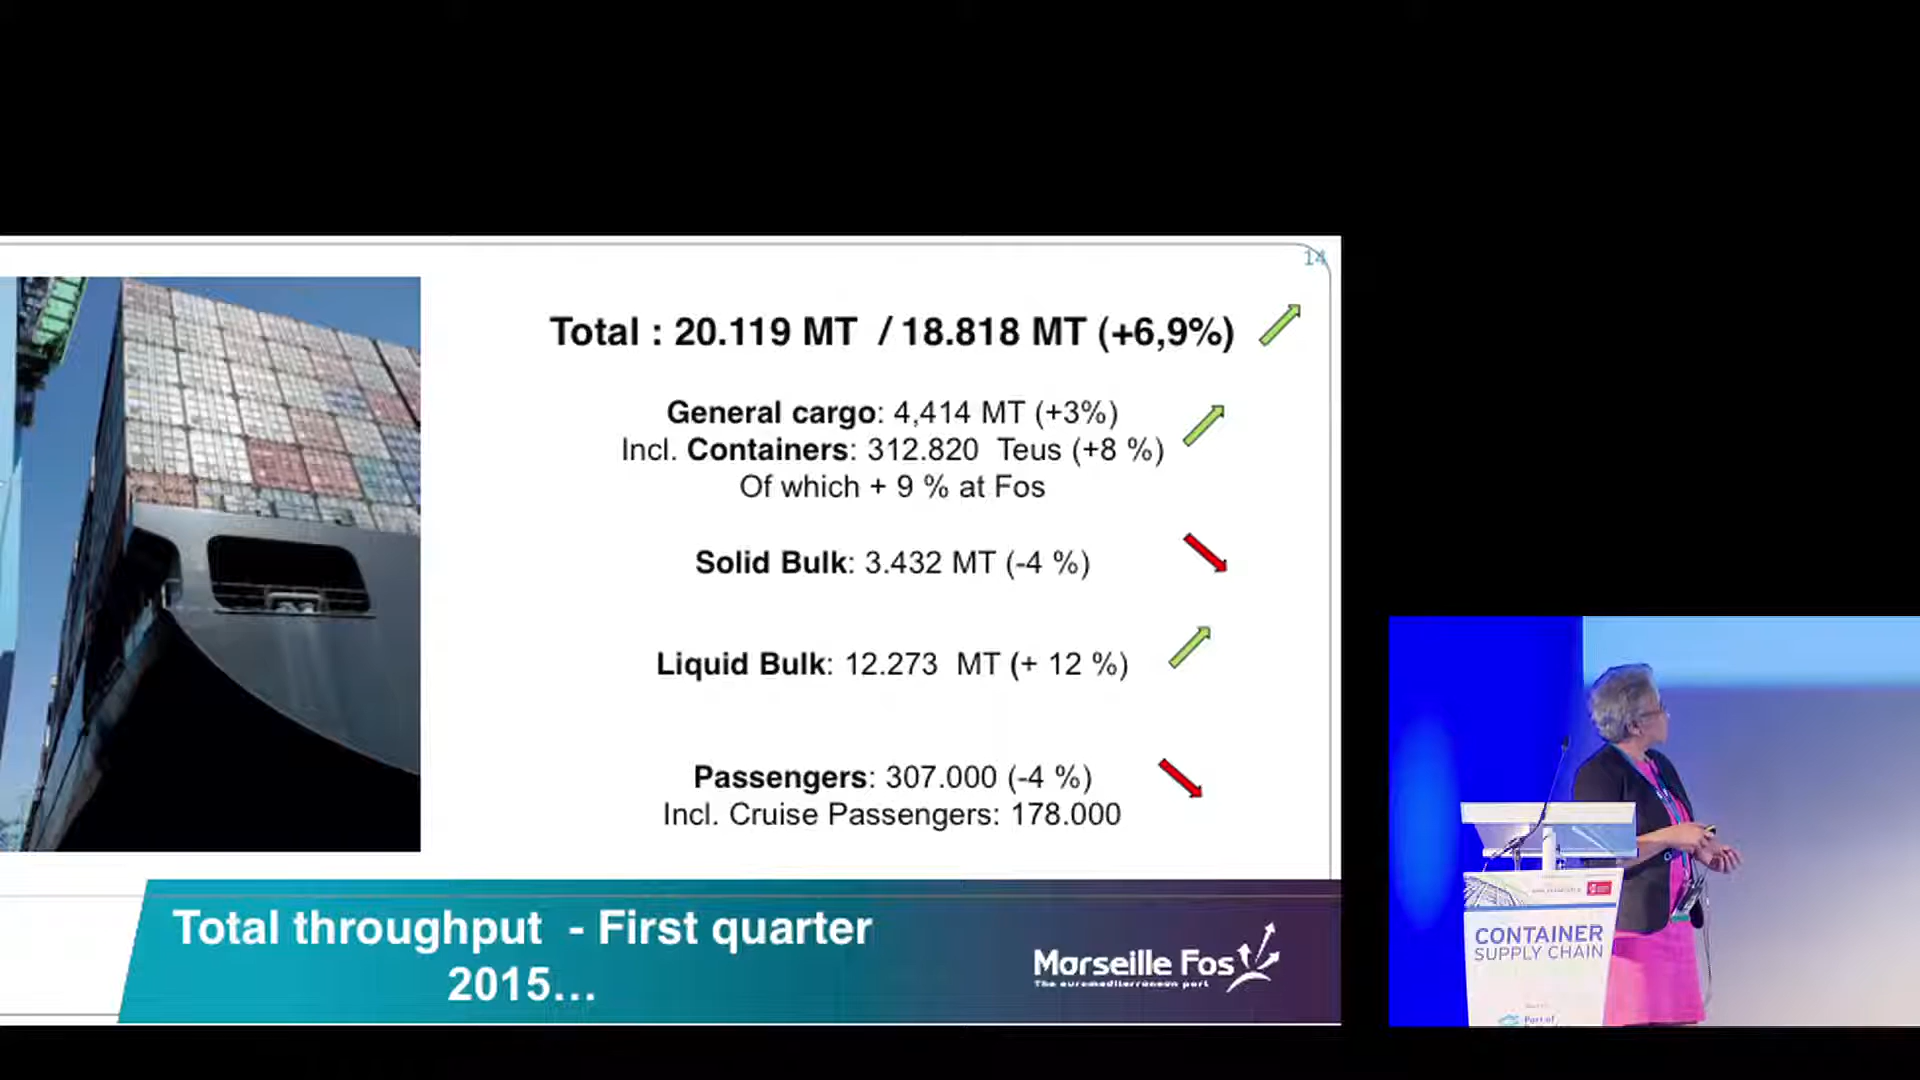 14
Total : 20.119 MT / 18.818 MT (+6,9%)
General cargo: 4,414 MT (+3%)
Incl. Containers: 312.820 Teus (+8 %)
Of which + 9 % at Fos
Solid Bulk: 3.432 MT (-4 %)
Liquid Bulk: 12.273 MT (+ 12 %)
Passengers: 307.000 (-4 %)
Incl. Cruise Passengers: 178.000
Total throughput - First quarter
2015...
Marseille Fos
The euromediterranean port
CONTAINER
SUPPLY CHAIN
Port of